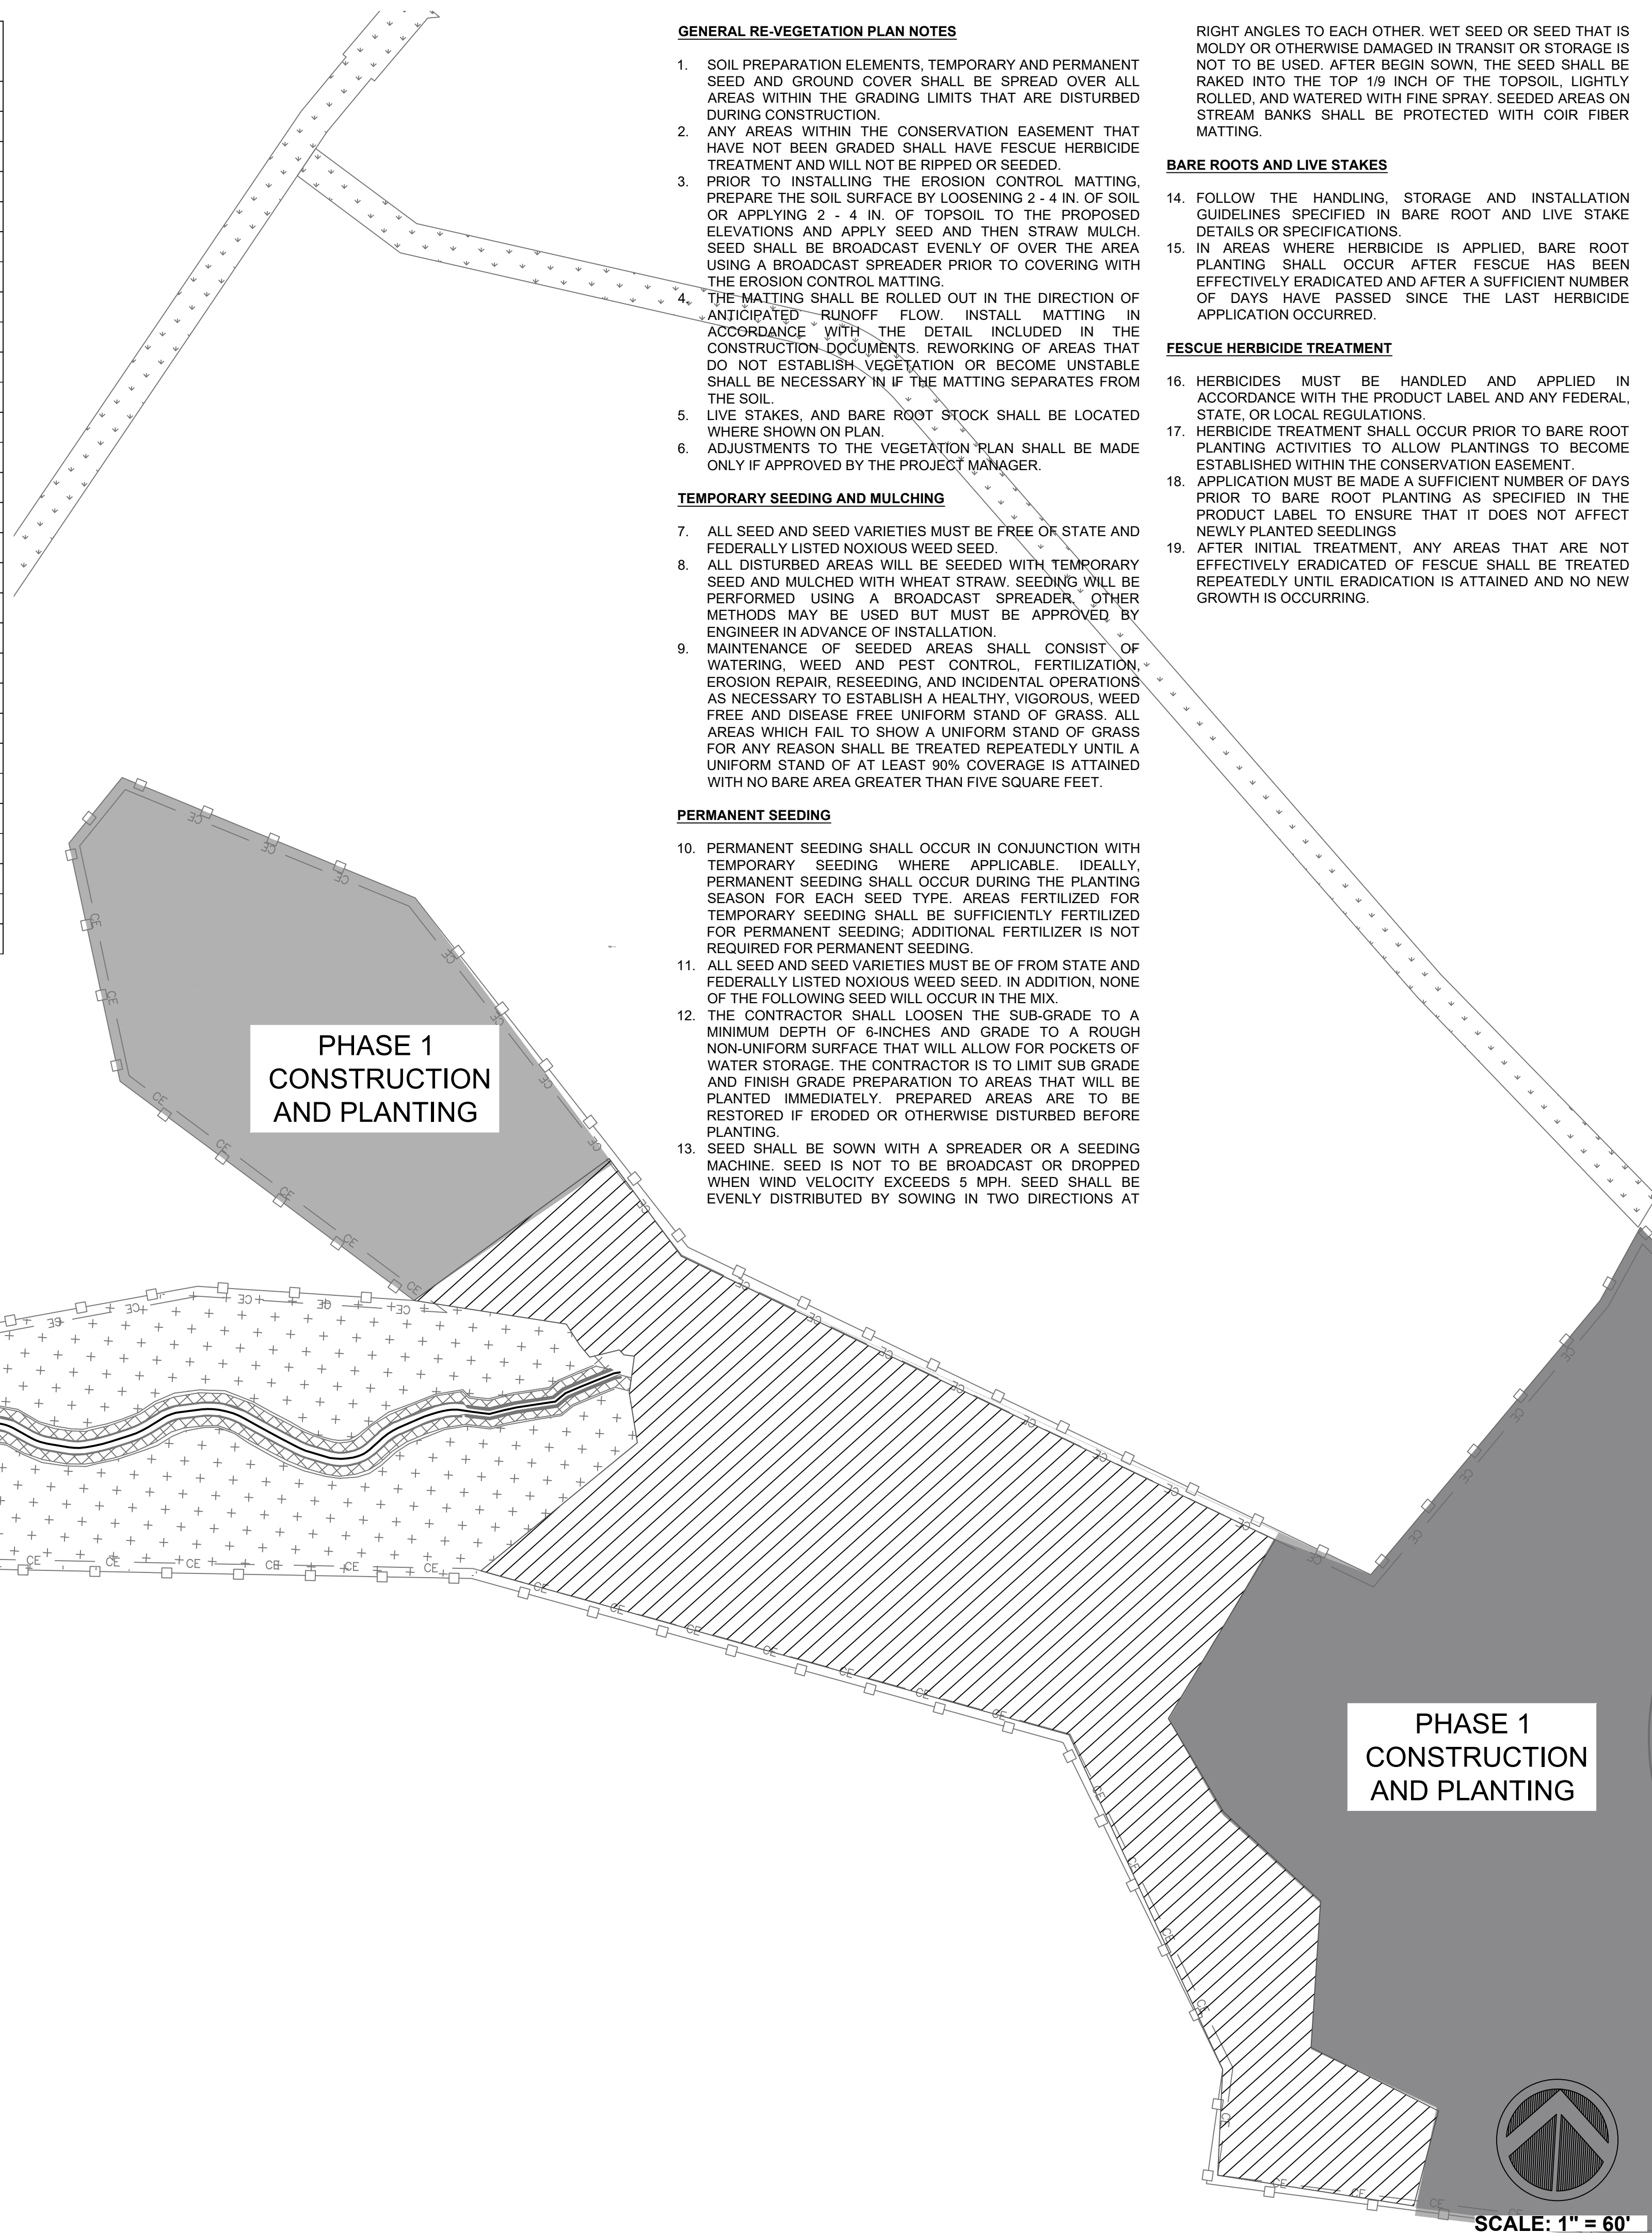 GENERAL RE-VEGETATION PLAN NOTES
1. SOIL PREPARATION ELEMENTS, TEMPORARY AND PERMANENT
SEED AND GROUND COVER SHALL BE SPREAD OVER ALL
AREAS WITHIN THE GRADING LIMITS THAT ARE DISTURBED
DURING CONSTRUCTION.
2. ANY AREAS WITHIN THE CONSERVATION EASEMENT THAT
HAVE NOT BEEN GRADED SHALL HAVE FESCUE HERBICIDE
TREATMENT AND WILL NOT BE RIPPED OR SEEDED.
3. PRIOR TO INSTALLING THE EROSION CONTROL MATTING,
PREPARE THE SOIL SURFACE BY LOOSENING 2 - 4 IN. OF SOIL
OR APPLYING 2 - 4 IN. OF TOPSOIL TO THE PROPOSED
ELEVATIONS AND APPLY SEED AND THEN STRAW MULCH.
SEED SHALL BE BROADCAST EVENLY OF OVER THE AREA
USING A BROADCAST SPREADER PRIOR TO COVERING WITH
THE EROSION CONTROL MATTING.
4. THE MATTING SHALL BE ROLLED OUT IN THE DIRECTION OF
ANTICIPATED RUNOFF FLOW. INSTALL MATTING IN
ACCORDANCE WITH THE DETAIL INCLUDED IN THE
CONSTRUCTION DOCUMENTS. REWORKING OF AREAS THAT
DO NOT ESTABLISH VEGETATION OR BECOME UNSTABLE
SHALL BE NECESSARY IN IF THE MATTING SEPARATES FROM
THE SOIL.
5. LIVE STAKES, AND BARE ROOT STOCK SHALL BE LOCATED
WHERE SHOWN ON PLAN.
6. ADJUSTMENTS TO THE VEGETATION PLAN SHALL BE MADE
ONLY IF APPROVED BY THE PROJECT MANAGER.
TEMPORARY SEEDING AND MULCHING
7. ALL SEED AND SEED VARIETIES MUST BE FREE OF STATE AND
FEDERALLY LISTED NOXIOUS WEED SEED.
8. ALL DISTURBED AREAS WILL BE SEEDED WITH TEMPORARY
SEED AND MULCHED WITH WHEAT STRAW. SEEDING WILL BE
PERFORMED USING A BROADCAST SPREADER. OTHER
METHODS MAY BE USED BUT MUST BE APPROVED BY
ENGINEER IN ADVANCE OF INSTALLATION.
9. MAINTENANCE OF SEEDED AREAS SHALL CONSIST OF
WATERING, WEED AND PEST CONTROL, FERTILIZATION,
EROSION REPAIR, RESEEDING, AND INCIDENTAL OPERATIONS
AS NECESSARY TO ESTABLISH A HEALTHY, VIGOROUS, WEED
FREE AND DISEASE FREE UNIFORM STAND OF GRASS. ALL
AREAS WHICH FAIL TO SHOW A UNIFORM STAND OF GRASS
FOR ANY REASON SHALL BE TREATED REPEATEDLY UNTIL A
UNIFORM STAND OF AT LEAST 90% COVERAGE IS ATTAINED
WITH NO BARE AREA GREATER THAN FIVE SQUARE FEET.
PERMANENT SEEDING
10. PERMANENT SEEDING SHALL OCCUR IN CONJUNCTION WITH
TEMPORARY SEEDING WHERE APPLICABLE. IDEALLY,
PERMANENT SEEDING SHALL OCCUR DURING THE PLANTING
SEASON FOR EACH SEED TYPE. AREAS FERTILIZED FOR
TEMPORARY SEEDING SHALL BE SUFFICIENTLY FERTILIZED
FOR PERMANENT SEEDING; ADDITIONAL FERTILIZER IS NOT
REQUIRED FOR PERMANENT SEEDING.
11. ALL SEED AND SEED VARIETIES MUST BE OF FROM STATE AND
FEDERALLY LISTED NOXIOUS WEED SEED. IN ADDITION, NONE
OF THE FOLLOWING SEED WILL OCCUR IN THE MIX.
12. THE CONTRACTOR SHALL LOOSEN THE SUB-GRADE TO A
MINIMUM DEPTH OF 6-INCHES AND GRADE TO A ROUGH
NON-UNIFORM SURFACE THAT WILL ALLOW FOR POCKETS OF
WATER STORAGE. THE CONTRACTOR IS TO LIMIT SUB GRADE
AND FINISH GRADE PREPARATION TO AREAS THAT WILL BE
PLANTED IMMEDIATELY. PREPARED AREAS ARE TO BE
RESTORED IF ERODED OR OTHERWISE DISTURBED BEFORE
PLANTING.
13. SEED SHALL BE SOWN WITH A SPREADER OR A SEEDING
MACHINE. SEED IS NOT TO BE BROADCAST OR DROPPED
WHEN WIND VELOCITY EXCEEDS 5 MPH. SEED SHALL BE
EVENLY DISTRIBUTED BY SOWING IN TWO DIRECTIONS AT
RIGHT ANGLES TO EACH OTHER. WET SEED OR SEED THAT IS
MOLDY OR OTHERWISE DAMAGED IN TRANSIT OR STORAGE IS
NOT TO BE USED. AFTER BEGIN SOWN, THE SEED SHALL BE
RAKED INTO THE TOP 1/9 INCH OF THE TOPSOIL, LIGHTLY
ROLLED, AND WATERED WITH FINE SPRAY. SEEDED AREAS ON
STREAM BANKS SHALL BE PROTECTED WITH COIR FIBER
MATTING.
BARE ROOTS AND LIVE STAKES
14. FOLLOW THE HANDLING, STORAGE AND INSTALLATION
GUIDELINES SPECIFIED IN BARE ROOT AND LIVE STAKE
DETAILS OR SPECIFICATIONS.
15. IN AREAS WHERE HERBICIDE IS APPLIED, BARE ROOT
PLANTING SHALL OCCUR AFTER FESCUE HAS BEEN
EFFECTIVELY ERADICATED AND AFTER A SUFFICIENT NUMBER
OF DAYS HAVE PASSED SINCE THE LAST HERBICIDE
APPLICATION OCCURRED.
FESCUE HERBICIDE TREATMENT
16. HERBICIDES MUST BE HANDLED AND APPLIED IN
ACCORDANCE WITH THE PRODUCT LABEL AND ANY FEDERAL,
STATE, OR LOCAL REGULATIONS.
17. HERBICIDE TREATMENT SHALL OCCUR PRIOR TO BARE ROOT
PLANTING ACTIVITIES TO ALLOW PLANTINGS TO BECOME
ESTABLISHED WITHIN THE CONSERVATION EASEMENT.
18. APPLICATION MUST BE MADE A SUFFICIENT NUMBER OF DAYS
PRIOR TO BARE ROOT PLANTING AS SPECIFIED IN THE
PRODUCT LABEL TO ENSURE THAT IT DOES NOT AFFECT
NEWLY PLANTED SEEDLINGS
19. AFTER INITIAL TREATMENT, ANY AREAS THAT ARE NOT
EFFECTIVELY ERADICATED OF FESCUE SHALL BE TREATED
REPEATEDLY UNTIL ERADICATION IS ATTAINED AND NO NEW
GROWTH IS OCCURRING.
PHASE 1
CONSTRUCTION
AND PLANTING
PHASE 1
CONSTRUCTION
AND PLANTING
CE CE CE CE CE CE
SCALE: 1" = 60'